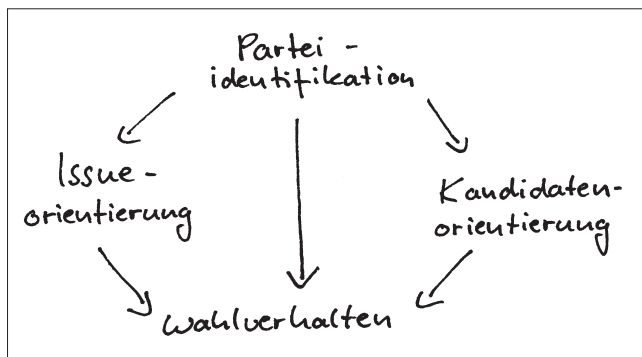 Partei-
identifikation
Issue-
orientierung
Kandidaten-
orientierung
Wahlverhalten